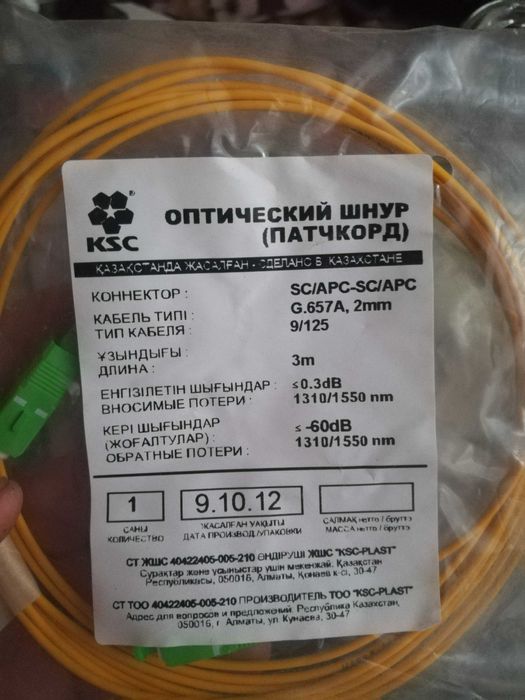 ®
KSC
ОПТИЧЕСКИЙ ШНУР
(ПАТЧКОРД)
ҚАЗАҚСТАНДА ЖАСАЛҒАН - СДЕЛАНО В КАЗАХСТАНЕ
КОННЕКТОР : SC/APC-SC/APC
КАБЕЛЬ ТИПІ : G.657A, 2mm
ТИП КАБЕЛЯ : 9/125
ҰЗЫНДЫҒЫ :
ДЛИНА : 3m
ЕНГІЗІЛЕТІН ШЫҒЫНДАР : ≤0.3dB
ВНОСИМЫЕ ПОТЕРИ : 1310/1550 nm
КЕРІ ШЫҒЫНДАР ≤ -60dB
(ЖОҒАЛТУЛАР) : 1310/1550 nm
ОБРАТНЫЕ ПОТЕРИ :
1 9.10.12
САНЫ ЖАСАЛҒАН УАҚЫТЫ САЛМАҚ нетто / брутто
КОЛИЧЕСТВО ДАТА ПРОИЗВОД./УПАКОВКИ МАССА нетто / брутто
СТ ЖШС 40422405-005-210 ӨНДІРУШІ ЖШС "KSC-PLAST"
Сұрақтар және ұсыныстар үшін мекенжай. Қазақстан
Республикасы, 050016, Алматы, Қонаев к-сі, 30-47
СТ ТОО 40422405-005-210 ПРОИЗВОДИТЕЛЬ ТОО "KSC-PLAST"
Адрес для вопросов и предложений. Республика Казахстан,
050016, г. Алматы, ул. Кунаева, 30-47